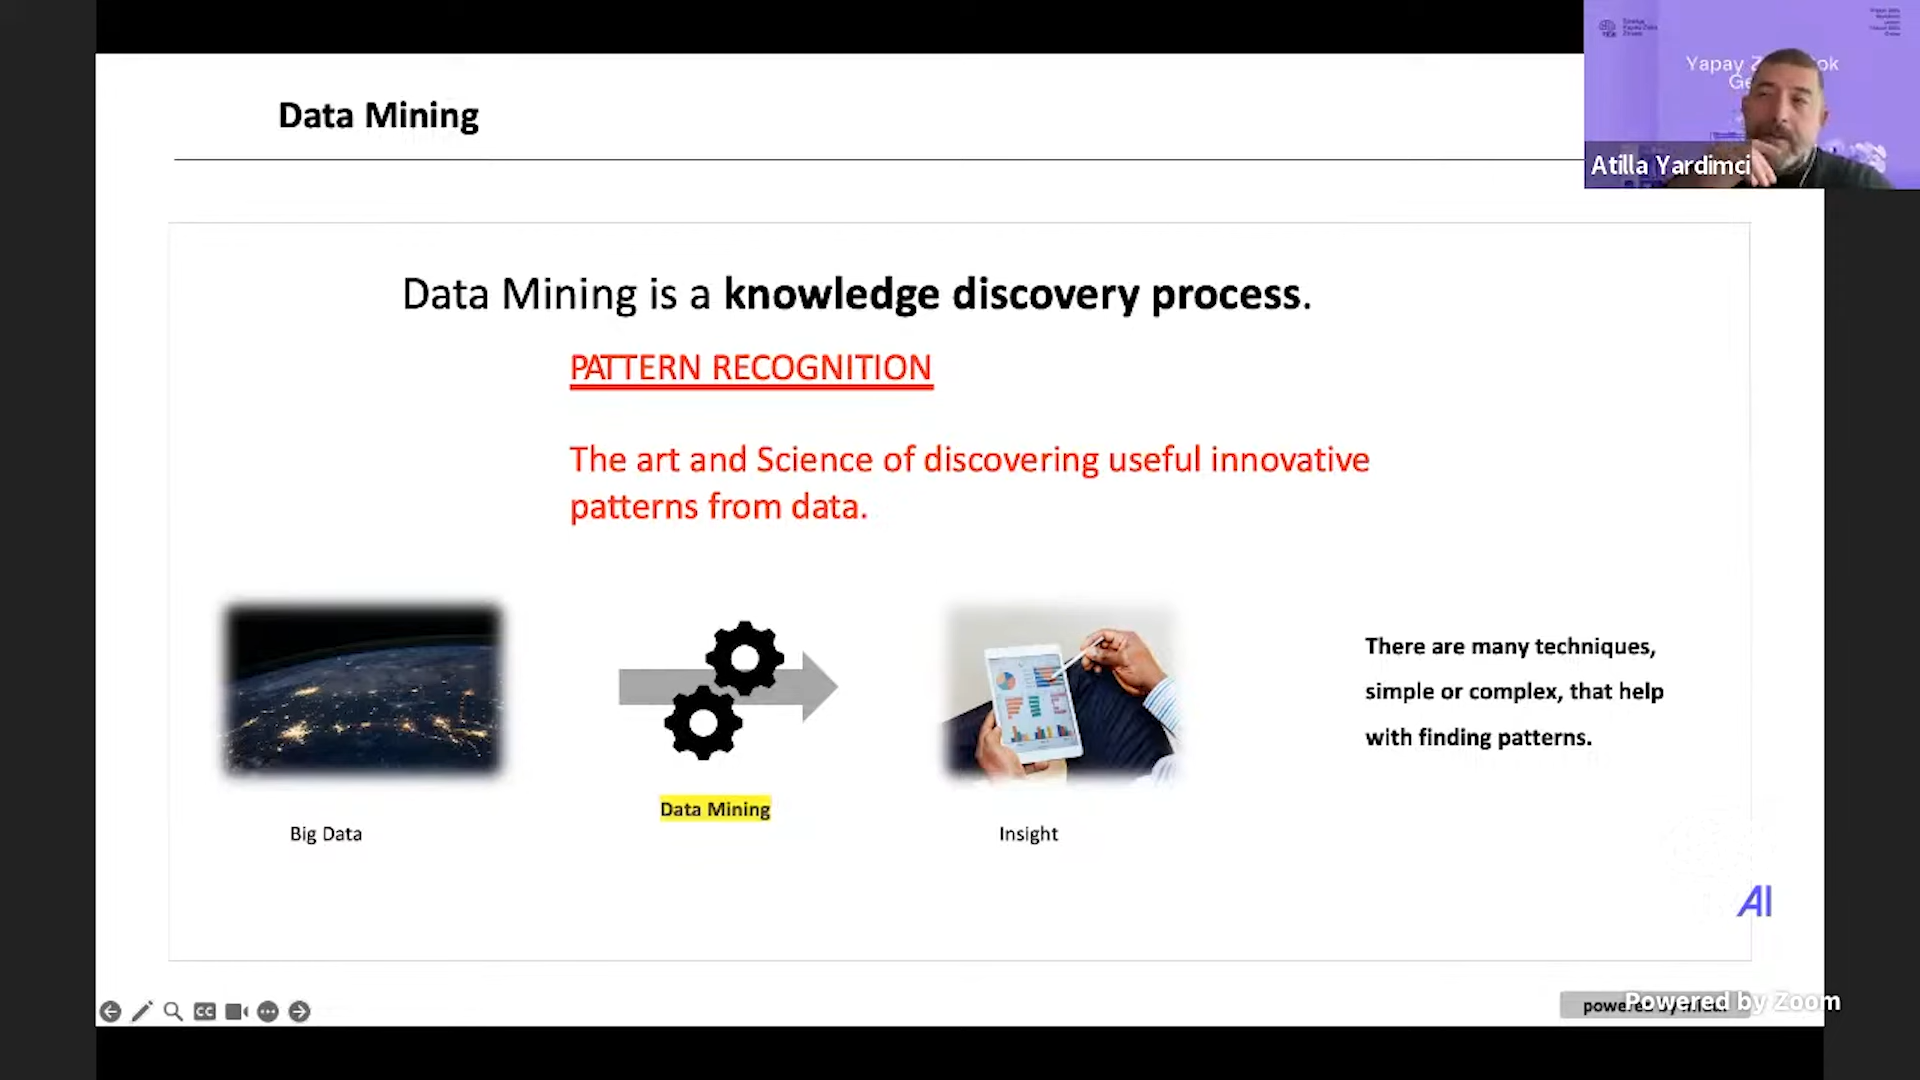 Data Mining
Yapay
Atilla Yardimci
Data Mining is a knowledge discovery process.
PATTERN RECOGNITION
The art and Science of discovering useful innovative
patterns from data.
There are many techniques,
simple or complex, that help
with finding patterns.
Data Mining
Big Data
Insight
AI
CC
Powered by Zoom